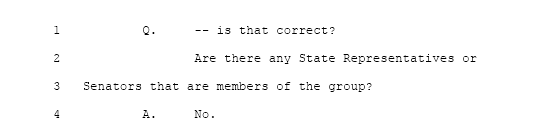 1 Q. -- is that correct?
2 Are there any State Representatives or
3 Senators that are members of the group?
4 A. No.